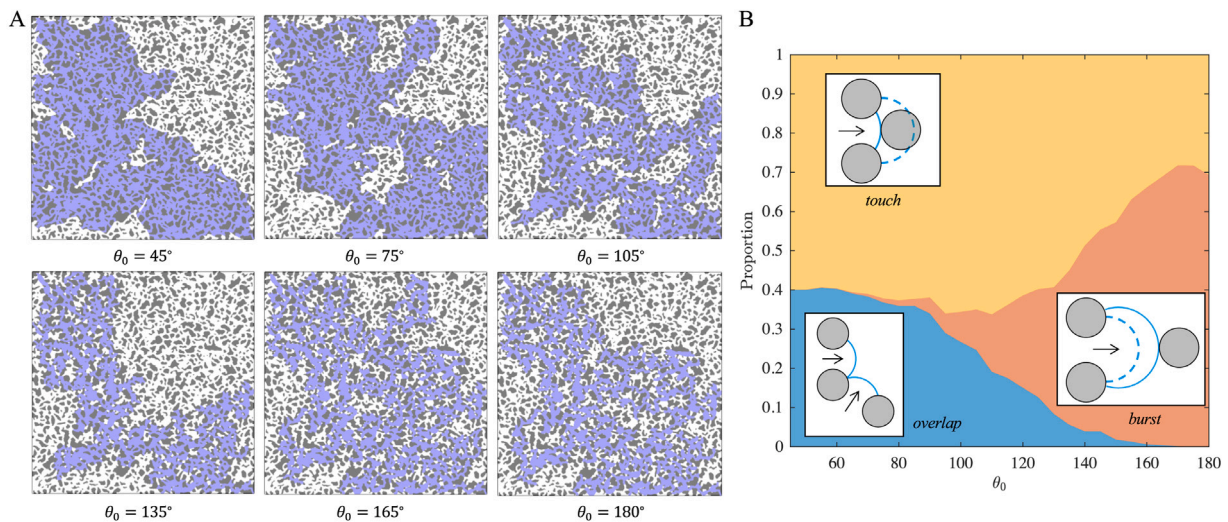 A
θ₀ = 45°
θ₀ = 75°
θ₀ = 105°
θ₀ = 135°
θ₀ = 165°
θ₀ = 180°
B
1
0.9
0.8
0.7
0.6
0.5
0.4
0.3
0.2
0.1
0
Proportion
touch
overlap
burst
60 80 100 120 140 160 180
θ₀